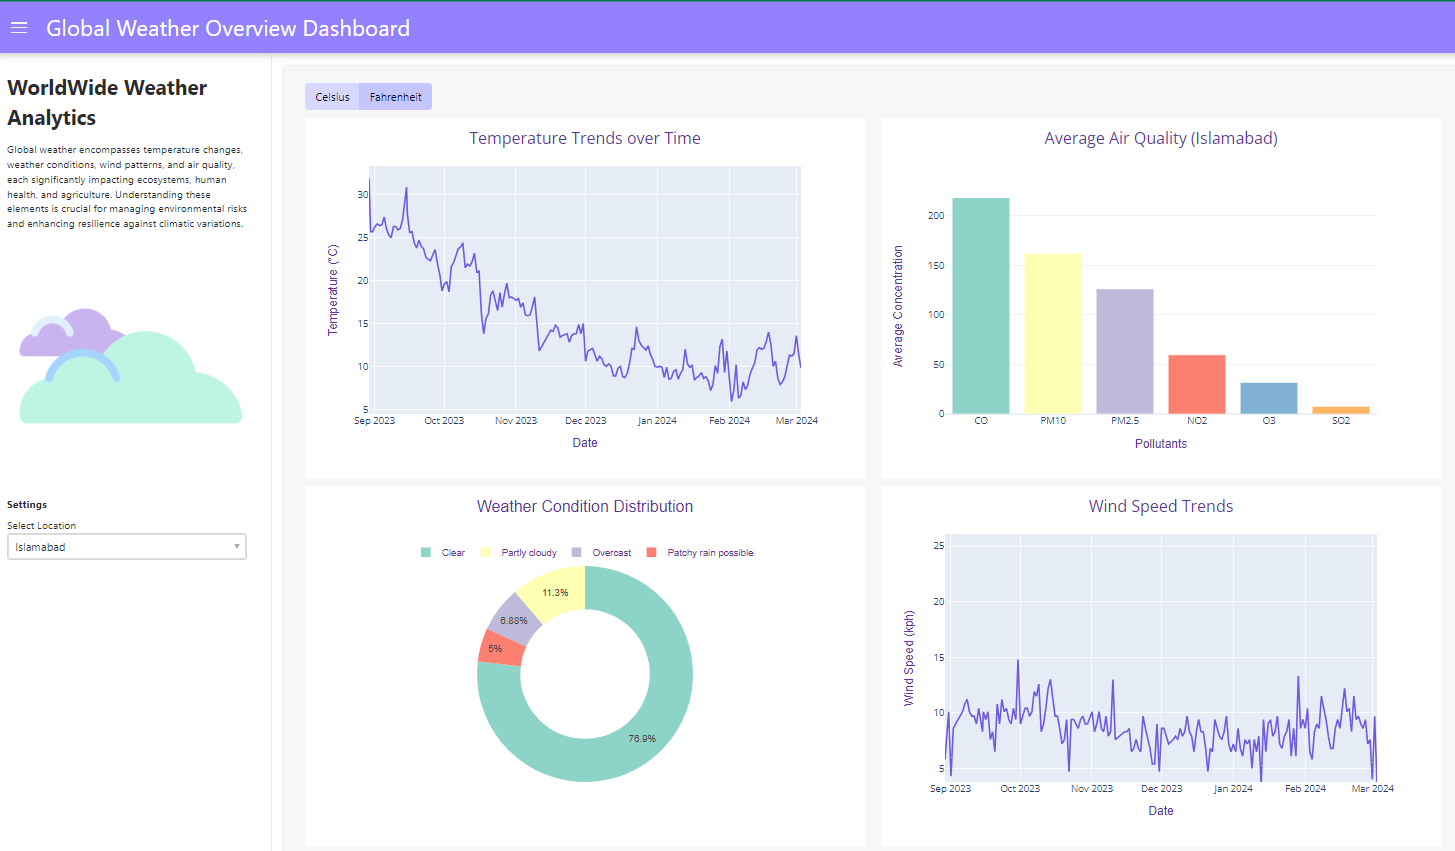 Global Weather Overview Dashboard
WorldWide Weather
Analytics
Global weather encompasses temperature changes,
weather conditions, wind patterns, and air quality,
each significantly impacting ecosystems, human
health, and agriculture. Understanding these
elements is crucial for managing environmental risks
and enhancing resilience against climatic variations.
Settings
Select Location
Islamabad
Celsius Fahrenheit
Temperature Trends over Time
Temperature (°C)
30
25
20
15
10
5
Sep 2023 Oct 2023 Nov 2023 Dec 2023 Jan 2024 Feb 2024 Mar 2024
Date
Average Air Quality (Islamabad)
Average Concentration
200
150
100
50
0
CO PM10 PM2.5 NO2 O3 SO2
Pollutants
Weather Condition Distribution
Clear Partly cloudy Overcast Patchy rain possible
11.3%
6.88%
5%
76.9%
Wind Speed Trends
Wind Speed (kph)
25
20
15
10
5
Sep 2023 Oct 2023 Nov 2023 Dec 2023 Jan 2024 Feb 2024 Mar 2024
Date